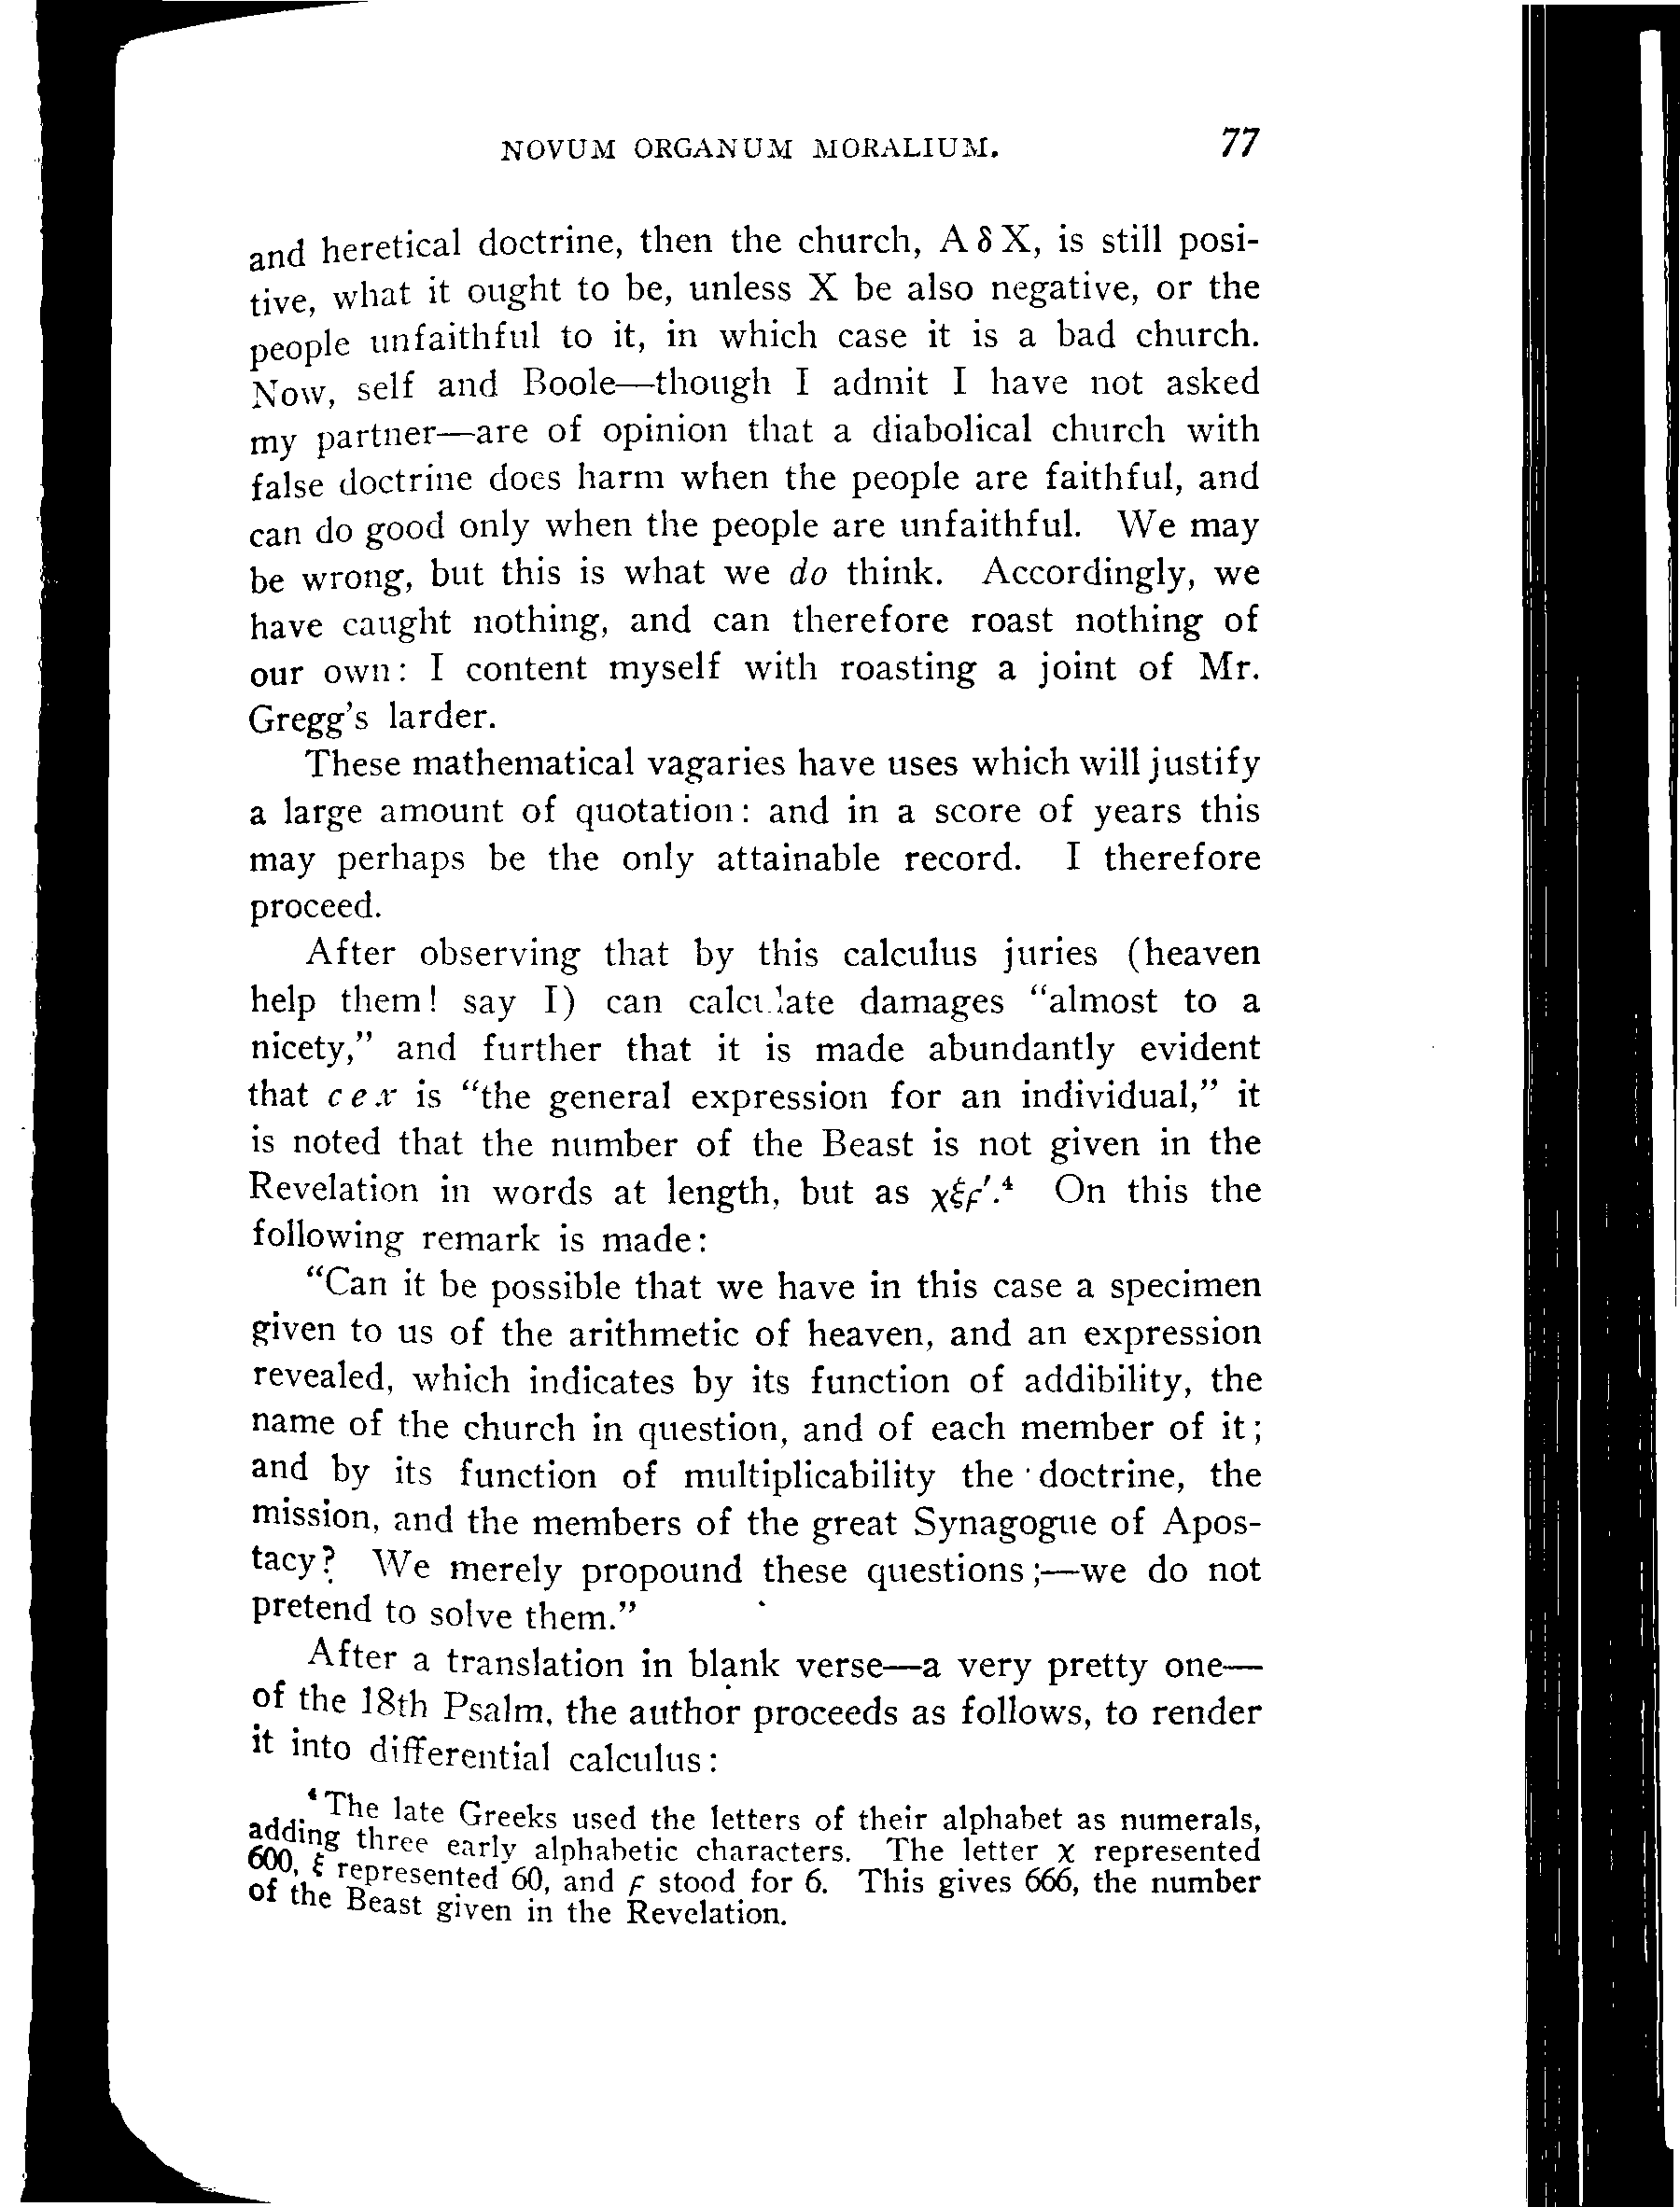 NOVUM ORGANUM MORALIUM. 77
and heretical doctrine, then the church, A δ X, is still posi-
tive, what it ought to be, unless X be also negative, or the
people unfaithful to it, in which case it is a bad church.
Now, self and Boole—though I admit I have not asked
my partner—are of opinion that a diabolical church with
false doctrine does harm when the people are faithful, and
can do good only when the people are unfaithful. We may
be wrong, but this is what we do think. Accordingly, we
have caught nothing, and can therefore roast nothing of
our own: I content myself with roasting a joint of Mr.
Gregg's larder.
These mathematical vagaries have uses which will justify
a large amount of quotation: and in a score of years this
may perhaps be the only attainable record. I therefore
proceed.
After observing that by this calculus juries (heaven
help them! say I) can calculate damages "almost to a
nicety," and further that it is made abundantly evident
that c e x is "the general expression for an individual," it
is noted that the number of the Beast is not given in the
Revelation in words at length, but as χξϝ′.⁴ On this the
following remark is made:
"Can it be possible that we have in this case a specimen
given to us of the arithmetic of heaven, and an expression
revealed, which indicates by its function of addibility, the
name of the church in question, and of each member of it;
and by its function of multiplicability the doctrine, the
mission, and the members of the great Synagogue of Apos-
tacy? We merely propound these questions;—we do not
pretend to solve them."
After a translation in blank verse—a very pretty one—
of the 18th Psalm, the author proceeds as follows, to render
it into differential calculus:
⁴ The late Greeks used the letters of their alphabet as numerals,
adding three early alphabetic characters. The letter χ represented
600, ξ represented 60, and ϝ stood for 6. This gives 666, the number
of the Beast given in the Revelation.